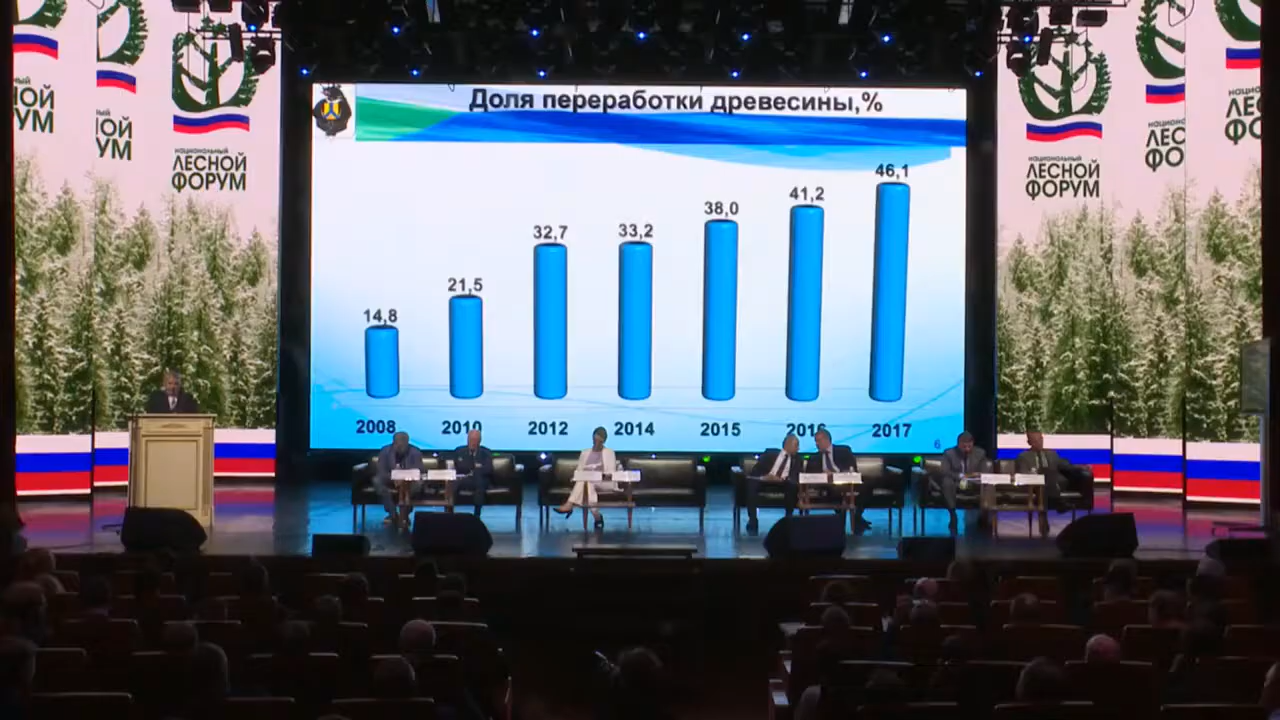 Доля переработки древесины,%
46,1
41,2
38,0
32,7
33,2
21,5
14,8
2008
2010
2012
2014
2015
2016
2017
6
ЛЕСНОЙ
ФОРУМ
НАЦИОНАЛЬНЫЙ
ЛЕСНОЙ
ФОРУМ